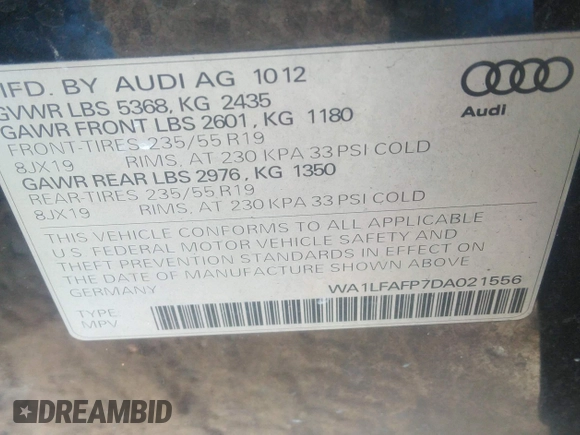 MFD. BY AUDI AG 10 12
GVWR LBS 5368, KG 2435
GAWR FRONT LBS 2601, KG 1180
FRONT-TIRES 235/55 R19
8JX19 RIMS, AT 230 KPA 33 PSI COLD
GAWR REAR LBS 2976, KG 1350
REAR-TIRES 235/55 R19
8JX19 RIMS, AT 230 KPA 33 PSI COLD
Audi
THIS VEHICLE CONFORMS TO ALL APPLICABLE
U.S. FEDERAL MOTOR VEHICLE SAFETY AND
THEFT PREVENTION STANDARDS IN EFFECT ON
THE DATE OF MANUFACTURE SHOWN ABOVE
GERMANY WA1LFAFP7DA021556
TYPE
MPV
DREAMBID